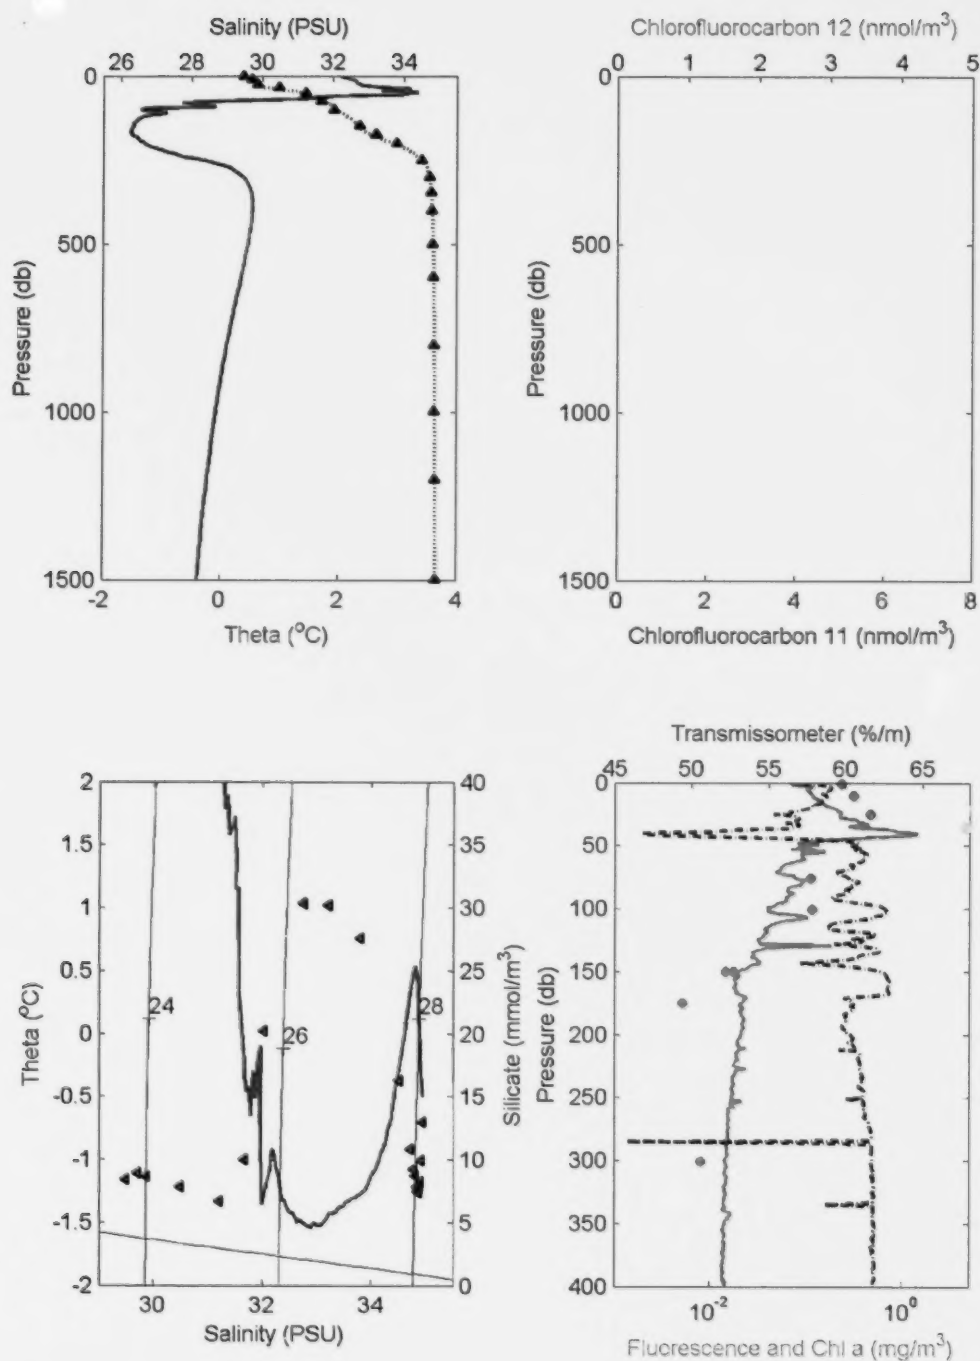 Salinity (PSU)
26 28 30 32 34
0
500
1000
1500
Pressure (db)
-2 0 2 4
Theta (°C)
Chlorofluorocarbon 12 (nmol/m³)
0 1 2 3 4 5
0
500
1000
1500
Pressure (db)
0 2 4 6 8
Chlorofluorocarbon 11 (nmol/m³)
2
1.5
1
0.5
0
-0.5
-1
-1.5
-2
Theta (°C)
24
26
28
40
35
30
25
20
15
10
5
0
Silicate (mmol/m³)
30 32 34
Salinity (PSU)
Transmissometer (%/m)
45 50 55 60 65
0
50
100
150
200
250
300
350
400
Pressure (db)
10⁻² 10⁰
Fluorescence and Chl a (mg/m³)